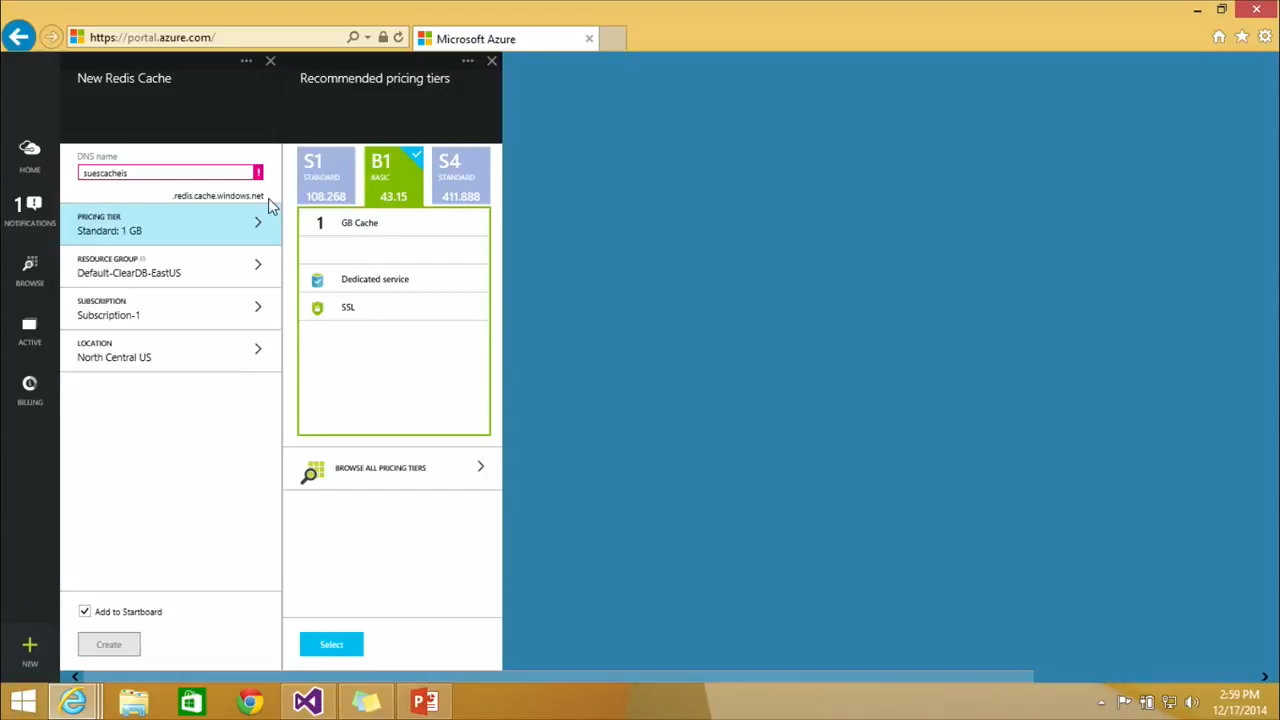 https://portal.azure.com/
Microsoft Azure
New Redis Cache
Recommended pricing tiers
HOME
1
NOTIFICATIONS
BROWSE
ACTIVE
BILLING
NEW
DNS name
suescacheis
!
.redis.cache.windows.net
PRICING TIER
Standard: 1 GB
RESOURCE GROUP
Default-ClearDB-EastUS
SUBSCRIPTION
Subscription-1
LOCATION
North Central US
Add to Startboard
Create
S1
STANDARD
108.268
B1
BASIC
43.15
S4
STANDARD
411.888
1 GB Cache
Dedicated service
SSL
BROWSE ALL PRICING TIERS
Select
2:59 PM
12/17/2014